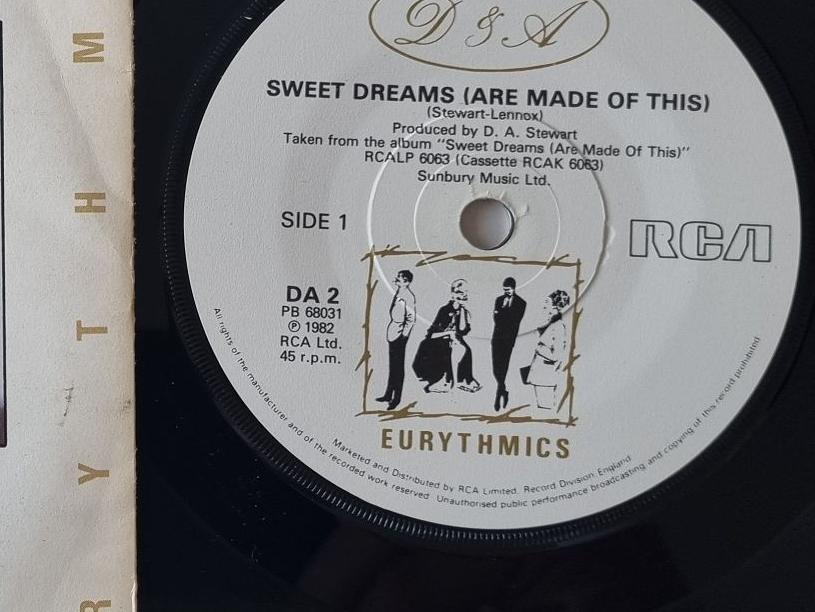 D & A
SWEET DREAMS (ARE MADE OF THIS)
(Stewart-Lennox)
Produced by D. A. Stewart
Taken from the album "Sweet Dreams (Are Made Of This)"
RCALP 6063 (Cassette RCAK 6063)
Sunbury Music Ltd.
SIDE 1
RCA
DA 2
PB 68031
℗ 1982
RCA Ltd.
45 r.p.m.
EURYTHMICS
Marketed and Distributed by RCA Limited. Record Division, England
All rights of the manufacturer and of the recorded work reserved Unauthorised public performance broadcasting and copying of this record prohibited
RYTHM